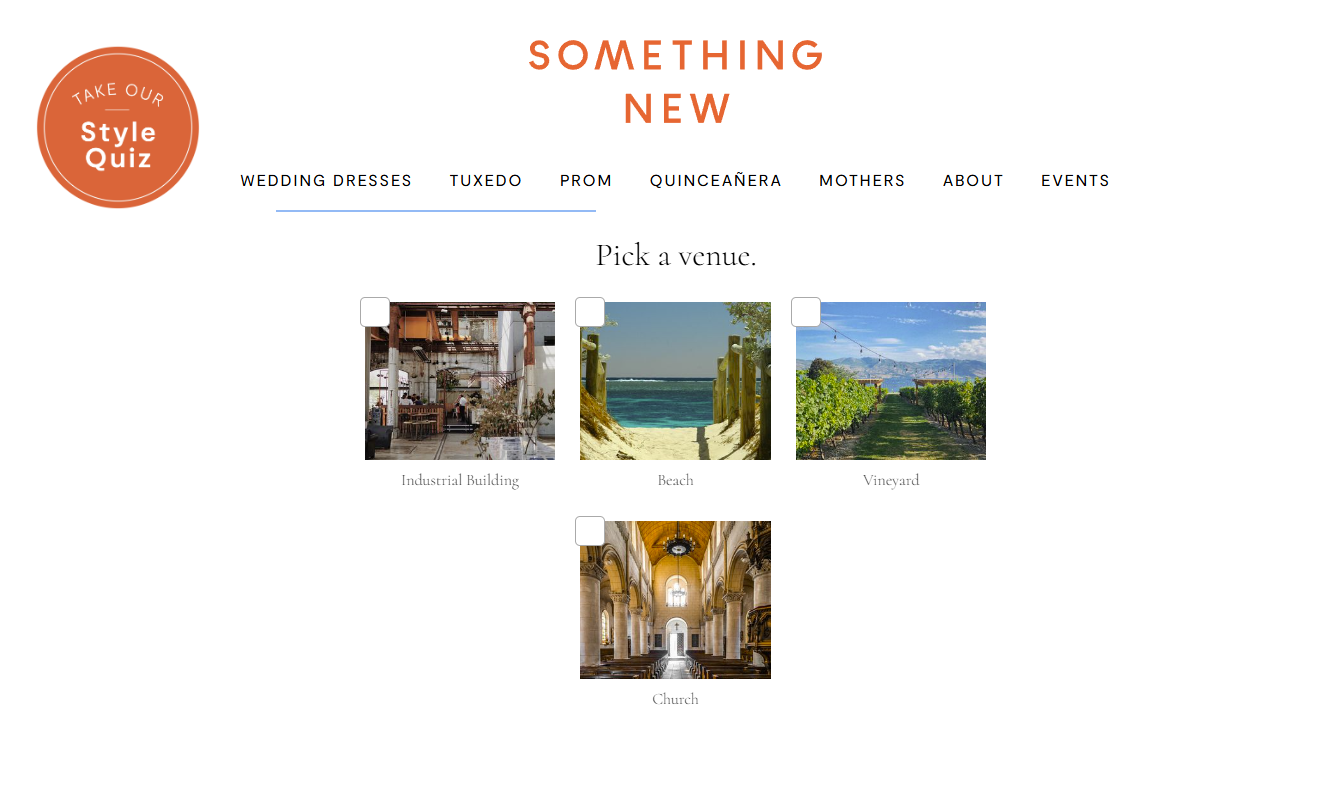 SOMETHING
NEW
TAKE OUR
Style
Quiz
WEDDING DRESSES TUXEDO PROM QUINCEAÑERA MOTHERS ABOUT EVENTS
Pick a venue.
Industrial Building Beach Vineyard
Church